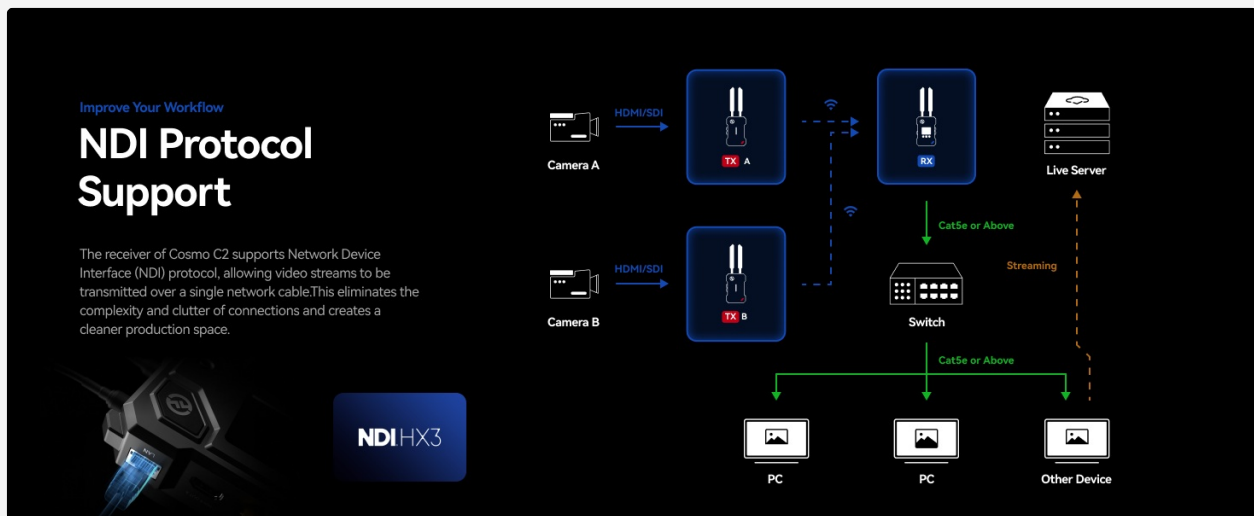 Improve Your Workflow
NDI Protocol
Support
The receiver of Cosmo C2 supports Network Device
Interface (NDI) protocol, allowing video streams to be
transmitted over a single network cable.This eliminates the
complexity and clutter of connections and creates a
cleaner production space.
LAN
NDI HX3
Camera A
HDMI/SDI
TX A
RX
Live Server
Camera B
HDMI/SDI
TX B
Cat5e or Above
Streaming
Switch
Cat5e or Above
PC
PC
Other Device